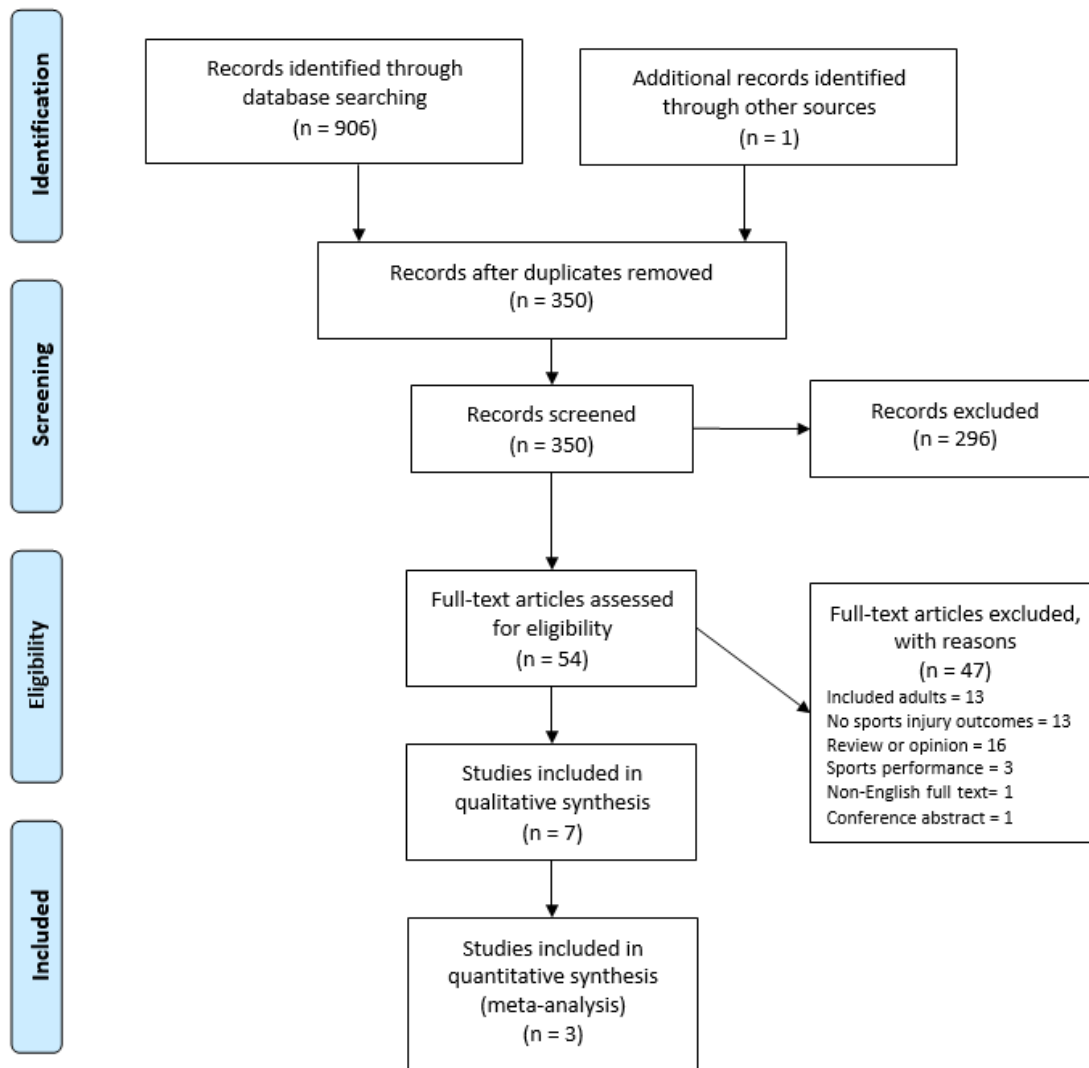 Identification
Records identified through
database searching
(n = 906)
Additional records identified
through other sources
(n = 1)
Records after duplicates removed
(n = 350)
Screening
Records screened
(n = 350)
Records excluded
(n = 296)
Eligibility
Full-text articles assessed
for eligibility
(n = 54)
Full-text articles excluded,
with reasons
(n = 47)
Included adults = 13
No sports injury outcomes = 13
Review or opinion = 16
Sports performance = 3
Non-English full text= 1
Conference abstract = 1
Studies included in
qualitative synthesis
(n = 7)
Included
Studies included in
quantitative synthesis
(meta-analysis)
(n = 3)